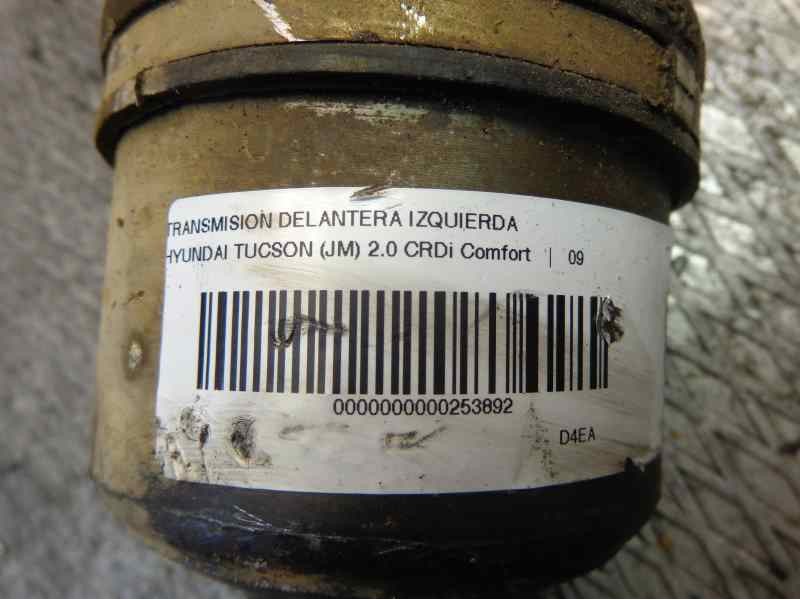 TRANSMISION DELANTERA IZQUIERDA
HYUNDAI TUCSON (JM) 2.0 CRDi Comfort | 09
0000000000253892
D4EA